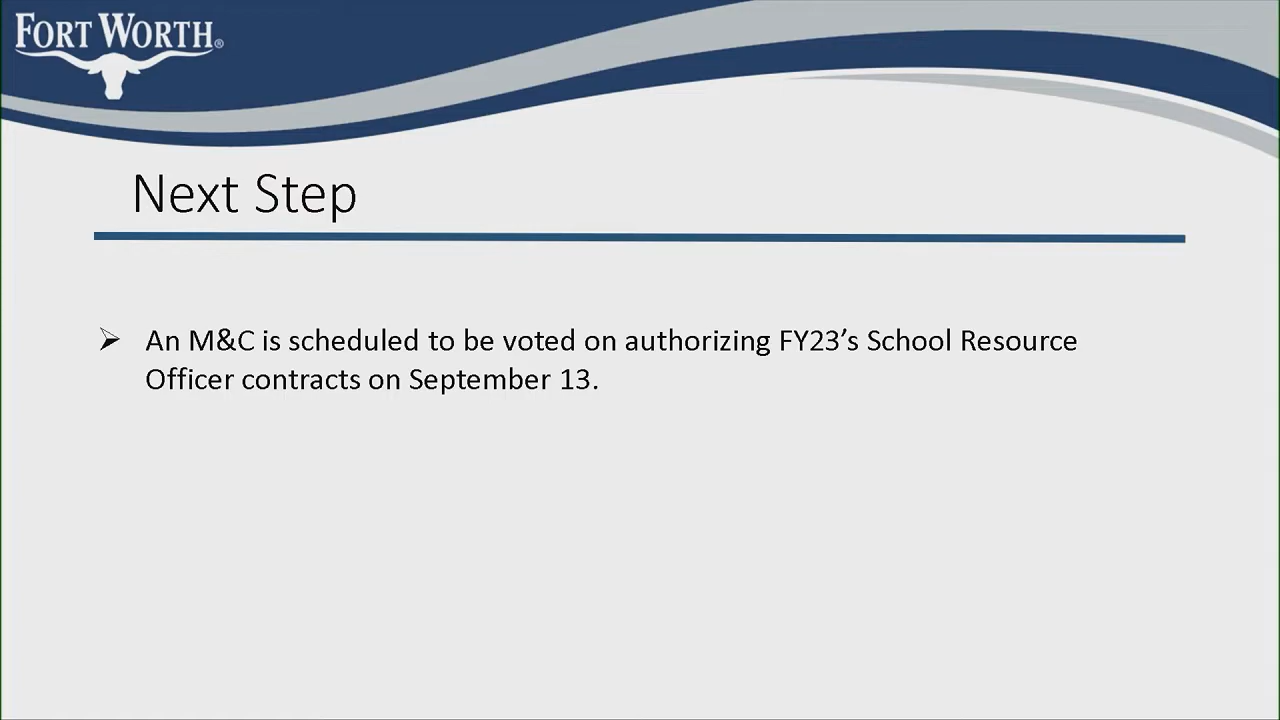 FORT WORTH®
Next Step
➢ An M&C is scheduled to be voted on authorizing FY23’s School Resource
Officer contracts on September 13.